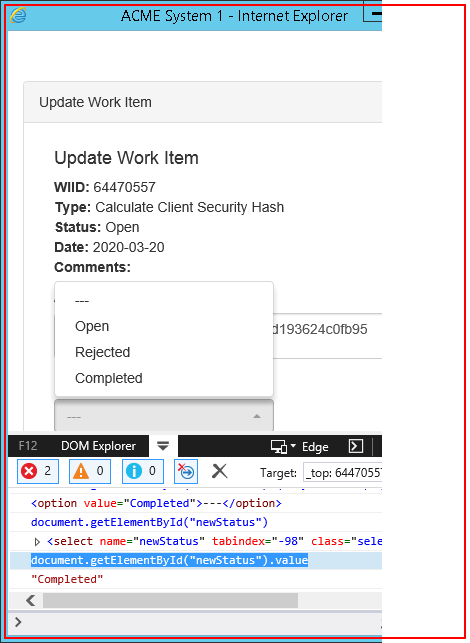 ACME System 1 - Internet Explorer
Update Work Item
Update Work Item
WIID: 64470557
Type: Calculate Client Security Hash
Status: Open
Date: 2020-03-20
Comments:
---
Open
d193624c0fb95
Rejected
Completed
---
F12 DOM Explorer Edge
2 0 0 Target: _top: 64470557
<option value="Completed">---</option>
document.getElementById("newStatus")
<select name="newStatus" tabindex="-98" class="sele
document.getElementById("newStatus").value
"Completed"